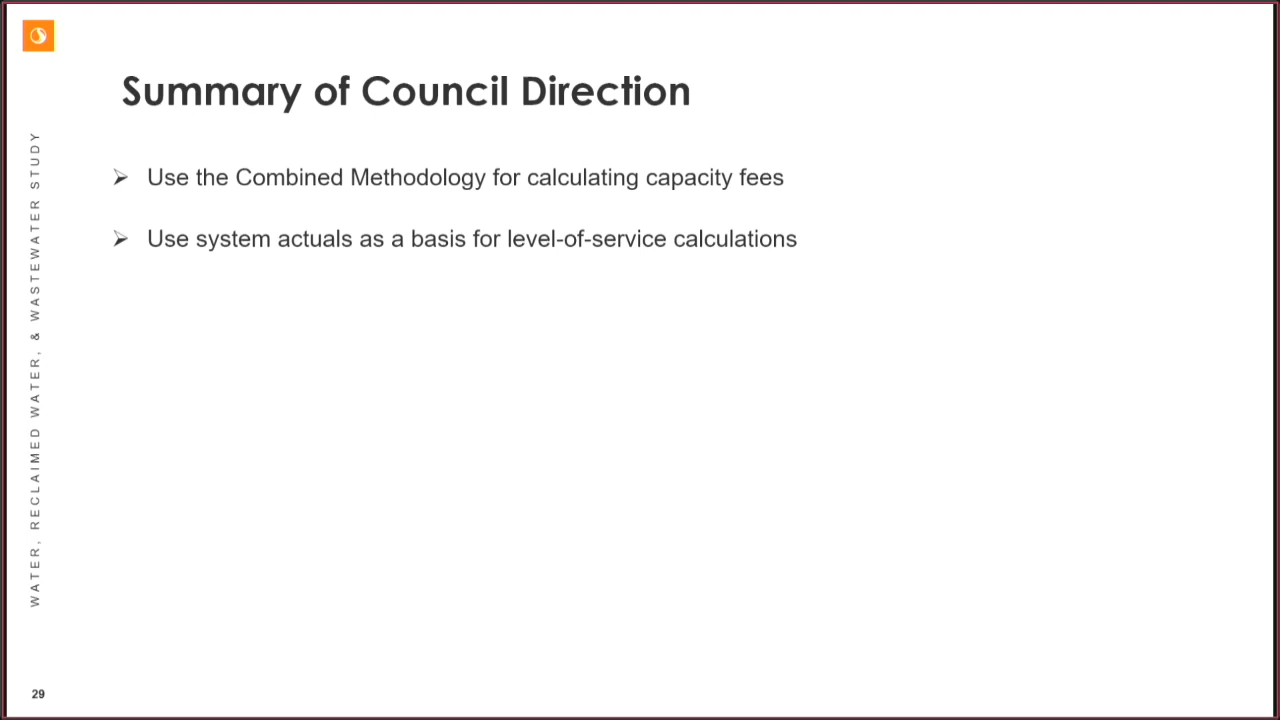 Summary of Council Direction
Use the Combined Methodology for calculating capacity fees
Use system actuals as a basis for level-of-service calculations
WATER, RECLAIMED WATER, & WASTEWATER STUDY
29